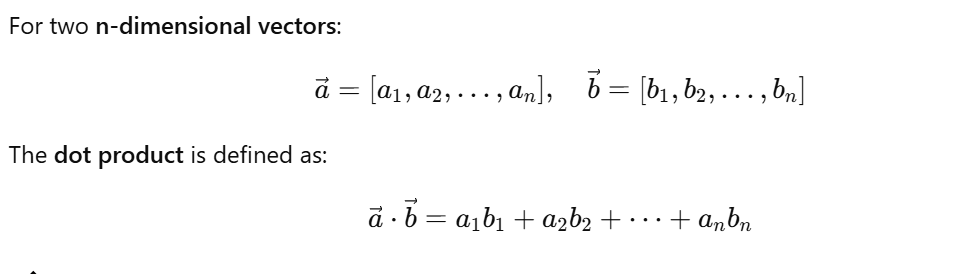 For two n-dimensional vectors:
a⃗ = [a₁, a₂, . . . , aₙ],  b⃗ = [b₁, b₂, . . . , bₙ]
The dot product is defined as:
a⃗ · b⃗ = a₁b₁ + a₂b₂ + · · · + aₙbₙ